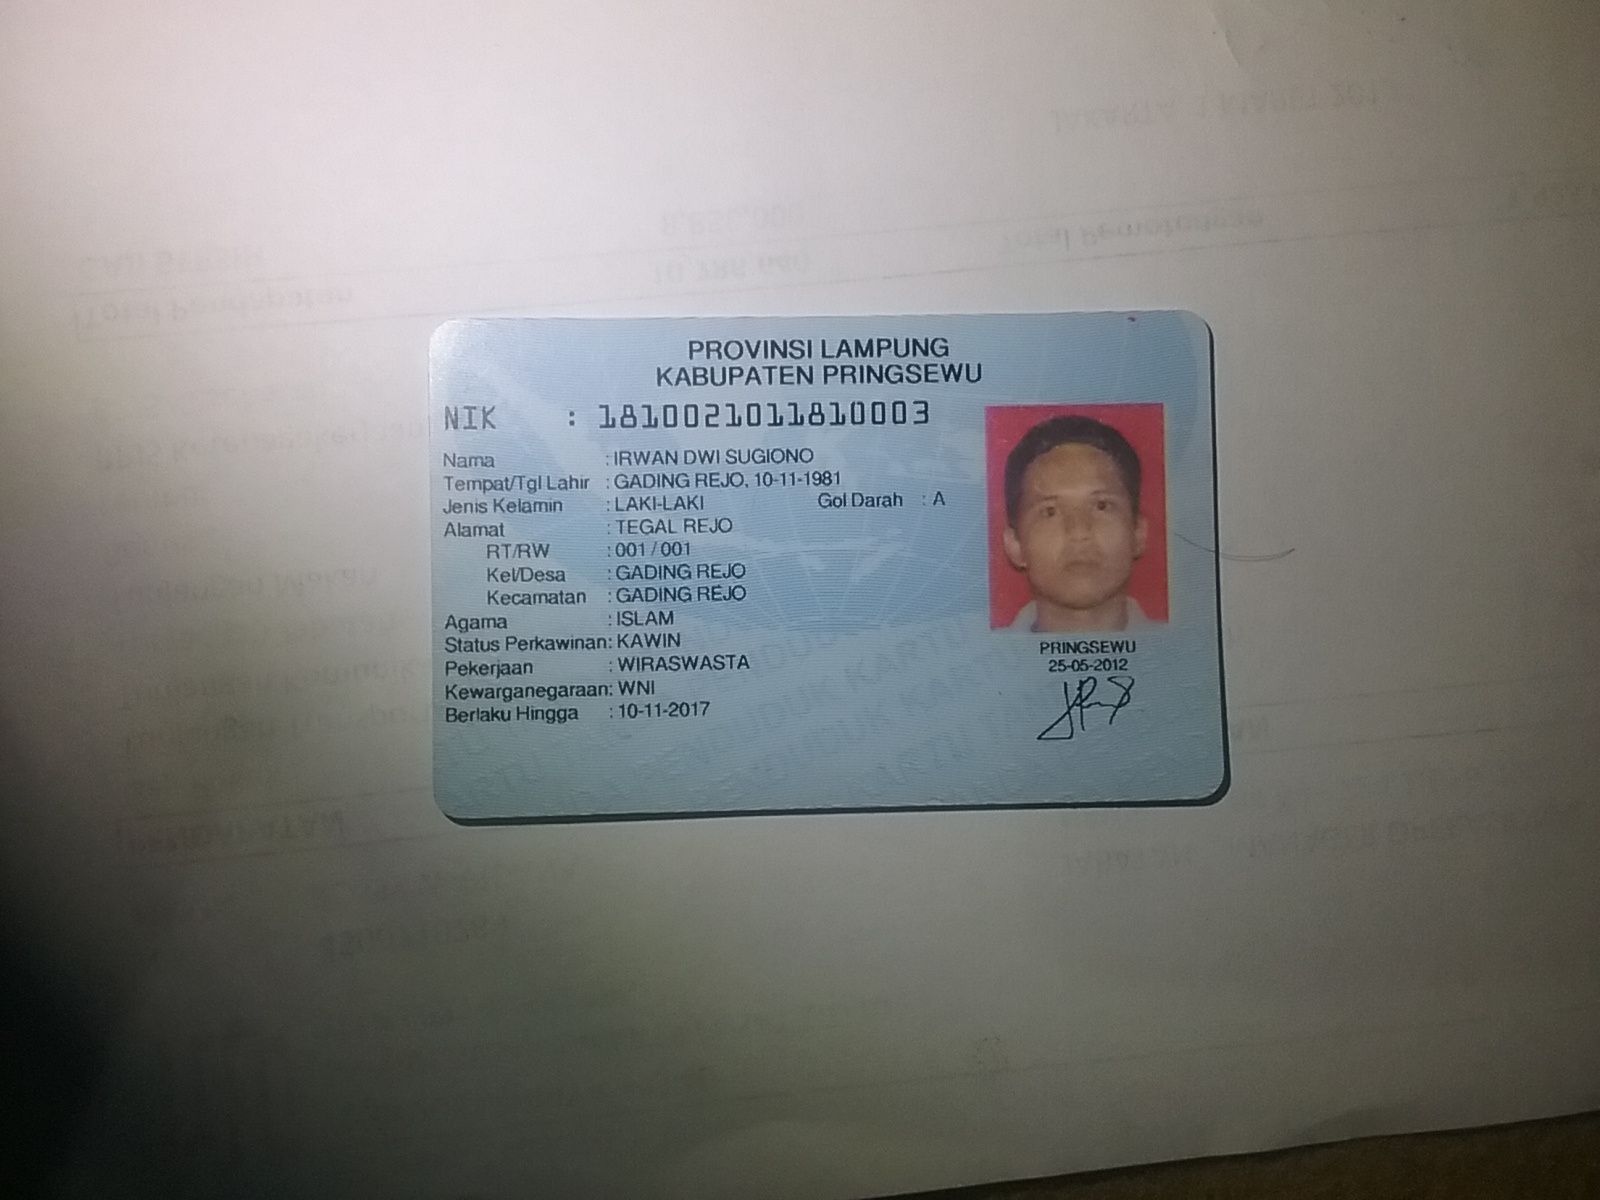 PROVINSI LAMPUNG
KABUPATEN PRINGSEWU
NIK : 1810021011810003
Nama : IRWAN DWI SUGIONO
Tempat/Tgl Lahir : GADING REJO, 10-11-1981
Jenis Kelamin : LAKI-LAKI Gol Darah : A
Alamat : TEGAL REJO
RT/RW : 001 / 001
Kel/Desa : GADING REJO
Kecamatan : GADING REJO
Agama : ISLAM
Status Perkawinan: KAWIN
Pekerjaan : WIRASWASTA
Kewarganegaraan: WNI
Berlaku Hingga : 10-11-2017
PRINGSEWU
25-05-2012